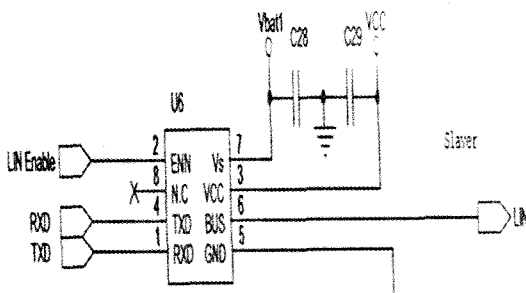 Vbat1 C28 C29 VCC
U6
Slaver
LIN Enable 2 ENN Vs 7
8 N.C VCC 3
RXD 4 TXD BUS 6 LIN
TXD 1 RXD GND 5